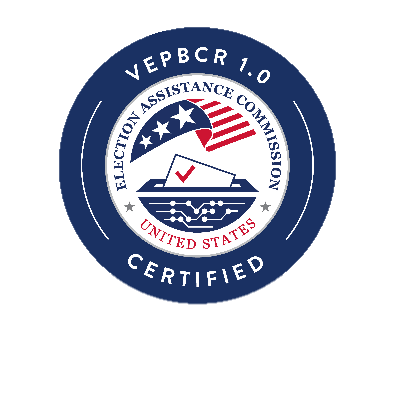 VEPBCR 1.0
ELECTION ASSISTANCE COMMISSION
UNITED STATES
CERTIFIED